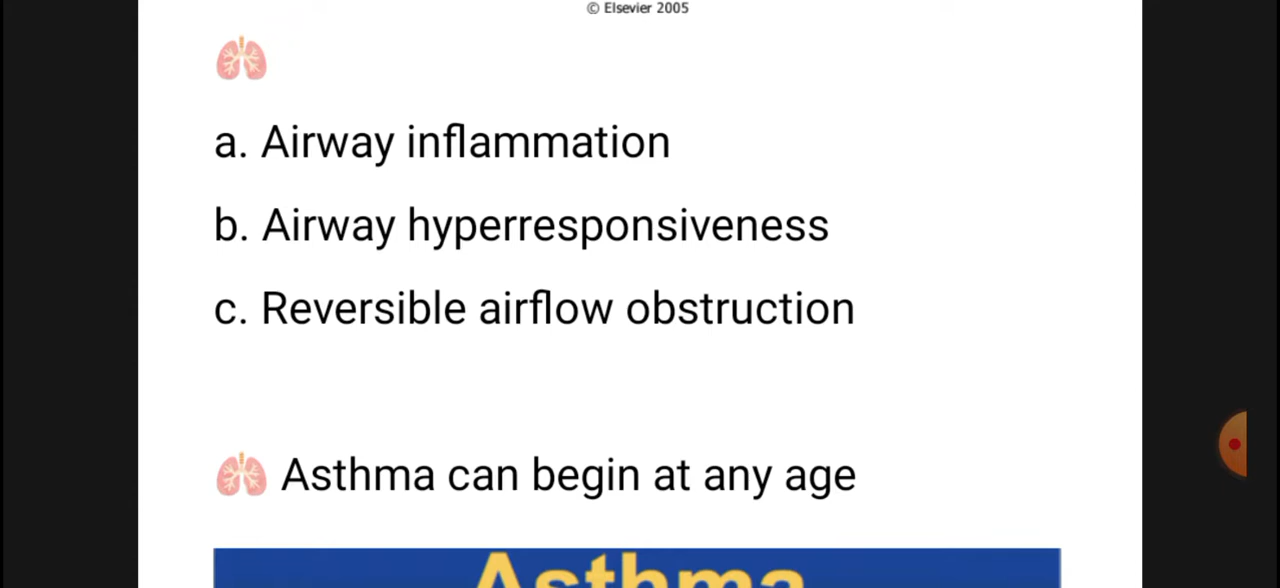 © Elsevier 2005
🫁
a. Airway inflammation
b. Airway hyperresponsiveness
c. Reversible airflow obstruction
🫁 Asthma can begin at any age
Asthma